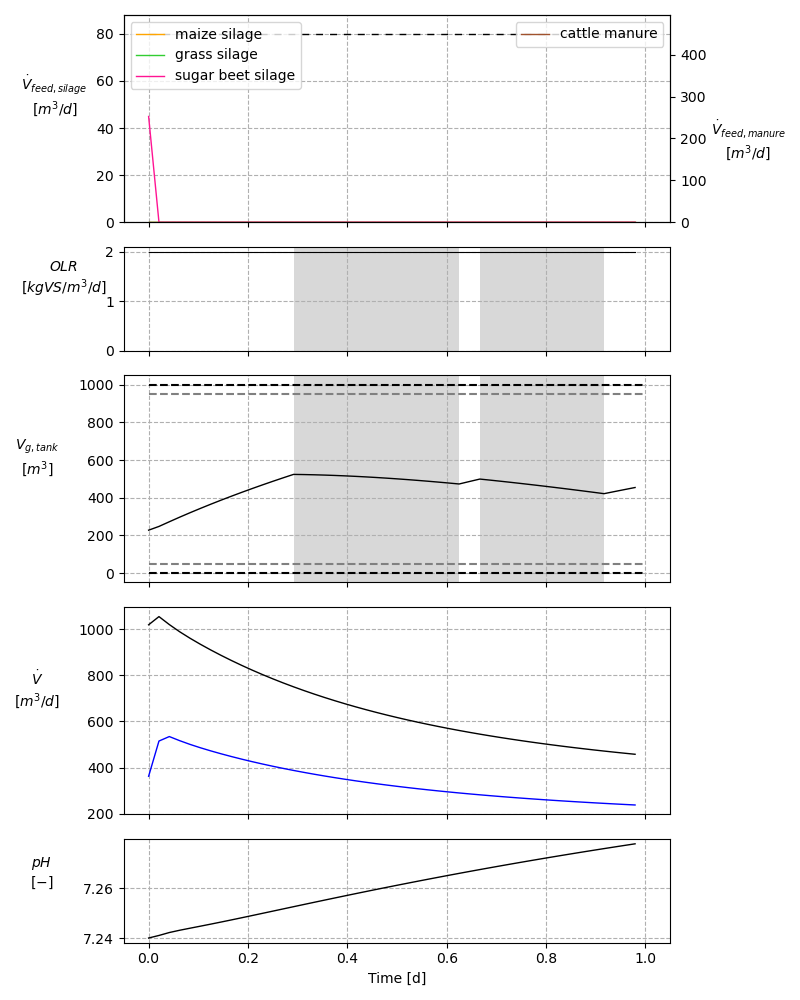 80
60
40
20
0
V̇_{feed, silage}
[m³/d]
maize silage
grass silage
sugar beet silage
cattle manure
400
300
200
100
0
V̇_{feed, manure}
[m³/d]
OLR
[kgVS/m³/d]
2
1
0
V_{g, tank}
[m³]
1000
800
600
400
200
0
V̇
[m³/d]
1000
800
600
400
200
pH
[−]
7.26
7.24
0.0 0.2 0.4 0.6 0.8 1.0
Time [d]